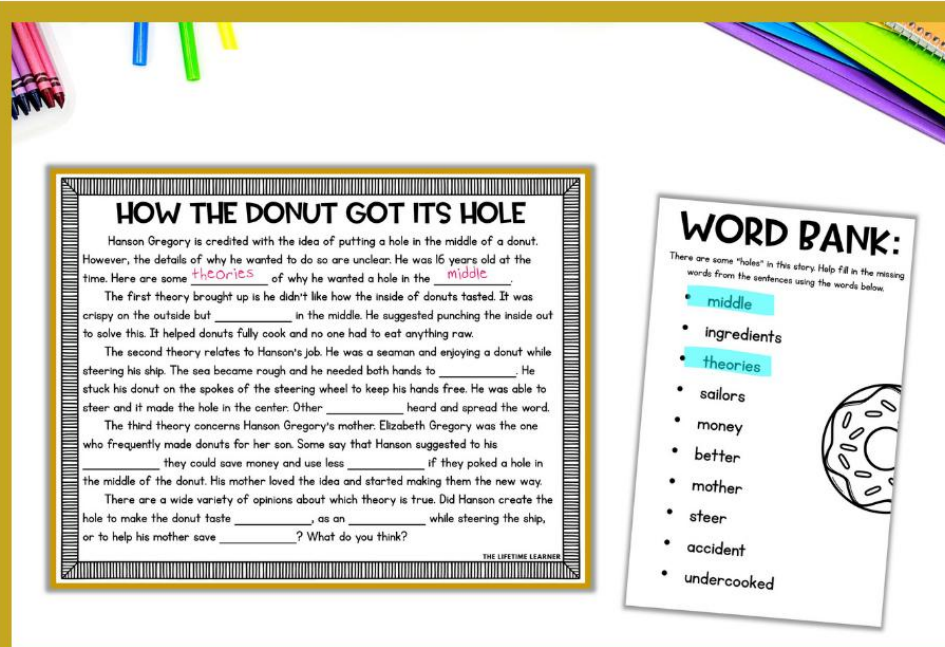 HOW THE DONUT GOT ITS HOLE
Hanson Gregory is credited with the idea of putting a hole in the middle of a donut.
However, the details of why he wanted to do so are unclear. He was 16 years old at the
time. Here are some theories of why he wanted a hole in the middle.
The first theory brought up is he didn't like how the inside of donuts tasted. It was
crispy on the outside but ____________ in the middle. He suggested punching the inside out
to solve this. It helped donuts fully cook and no one had to eat anything raw.
The second theory relates to Hanson's job. He was a seaman and enjoying a donut while
steering his ship. The sea became rough and he needed both hands to ____________. He
stuck his donut on the spokes of the steering wheel to keep his hands free. He was able to
steer and it made the hole in the center. Other ____________ heard and spread the word.
The third theory concerns Hanson Gregory's mother. Elizabeth Gregory was the one
who frequently made donuts for her son. Some say that Hanson suggested to his
____________ they could save money and use less ____________ if they poked a hole in
the middle of the donut. His mother loved the idea and started making them the new way.
There are a wide variety of opinions about which theory is true. Did Hanson create the
hole to make the donut taste ____________, as an ____________ while steering the ship,
or to help his mother save ____________? What do you think?
THE LIFETIME LEARNER
WORD BANK:
There are some "holes" in this story. Help fill in the missing
words from the sentences using the words below.
• middle
• ingredients
• theories
• sailors
• money
• better
• mother
• steer
• accident
• undercooked